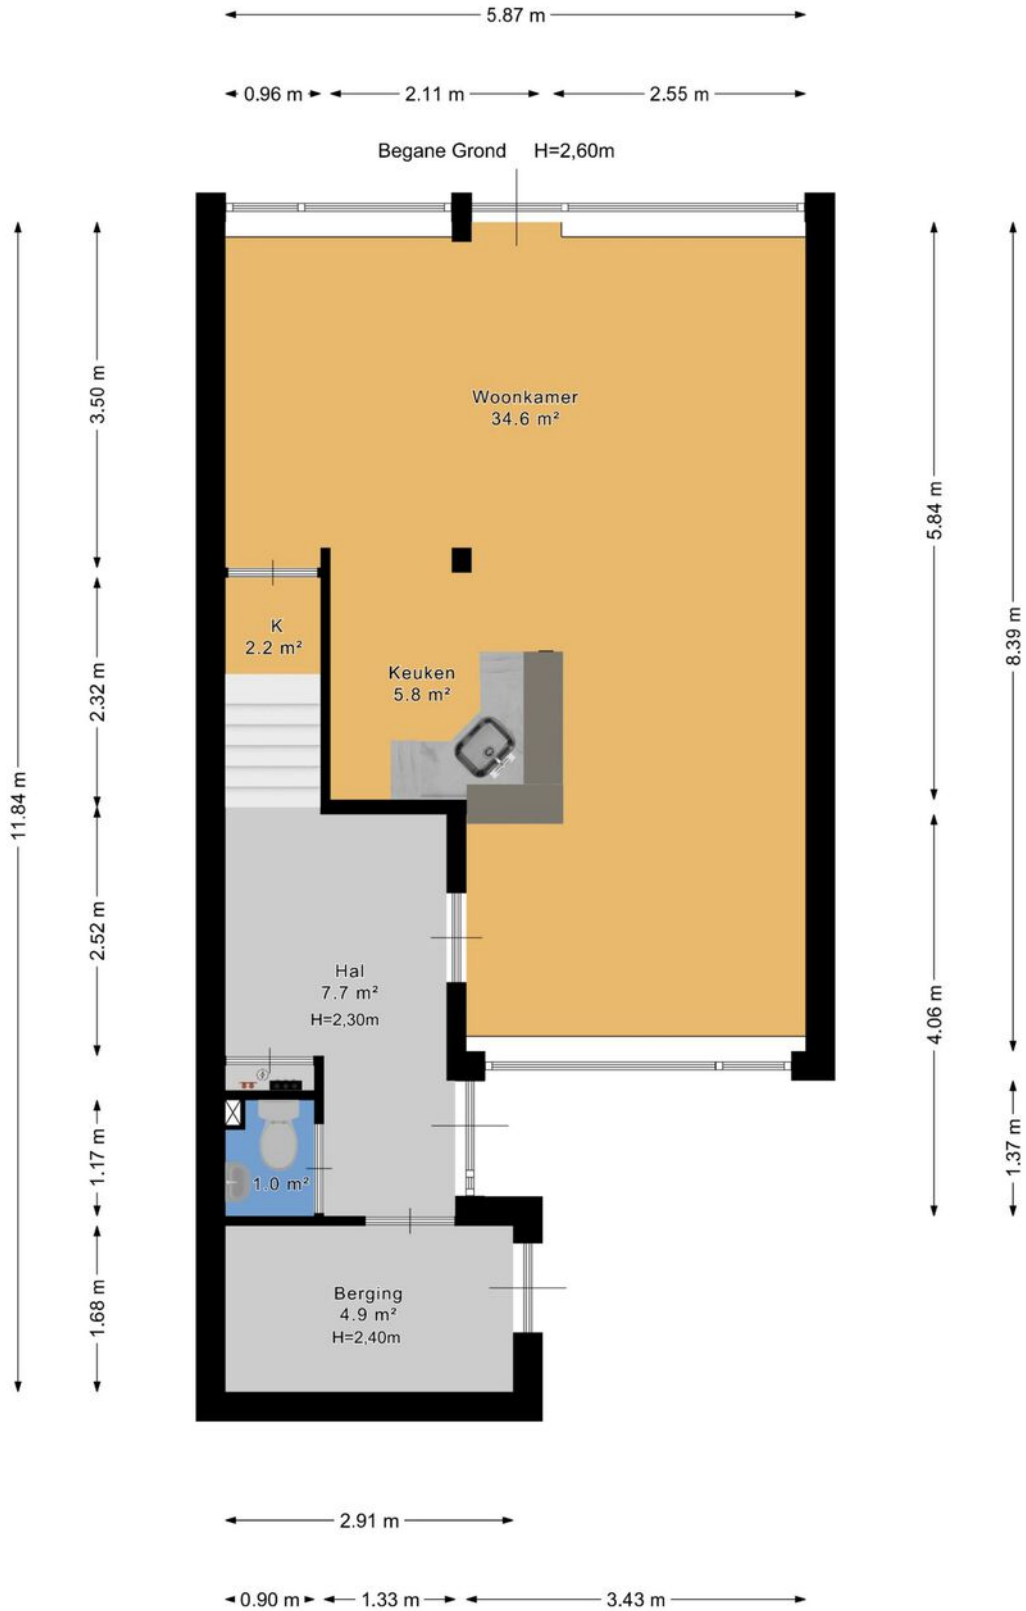 5.87 m
0.96 m 2.11 m 2.55 m
Begane Grond H=2,60m
Woonkamer
34.6 m²
3.50 m
5.84 m
8.39 m
K
2.2 m²
Keuken
5.8 m²
2.32 m
11.84 m
2.52 m
Hal
7.7 m²
H=2,30m
4.06 m
1.17 m
1.0 m²
1.37 m
1.68 m
Berging
4.9 m²
H=2,40m
2.91 m
0.90 m 1.33 m 3.43 m